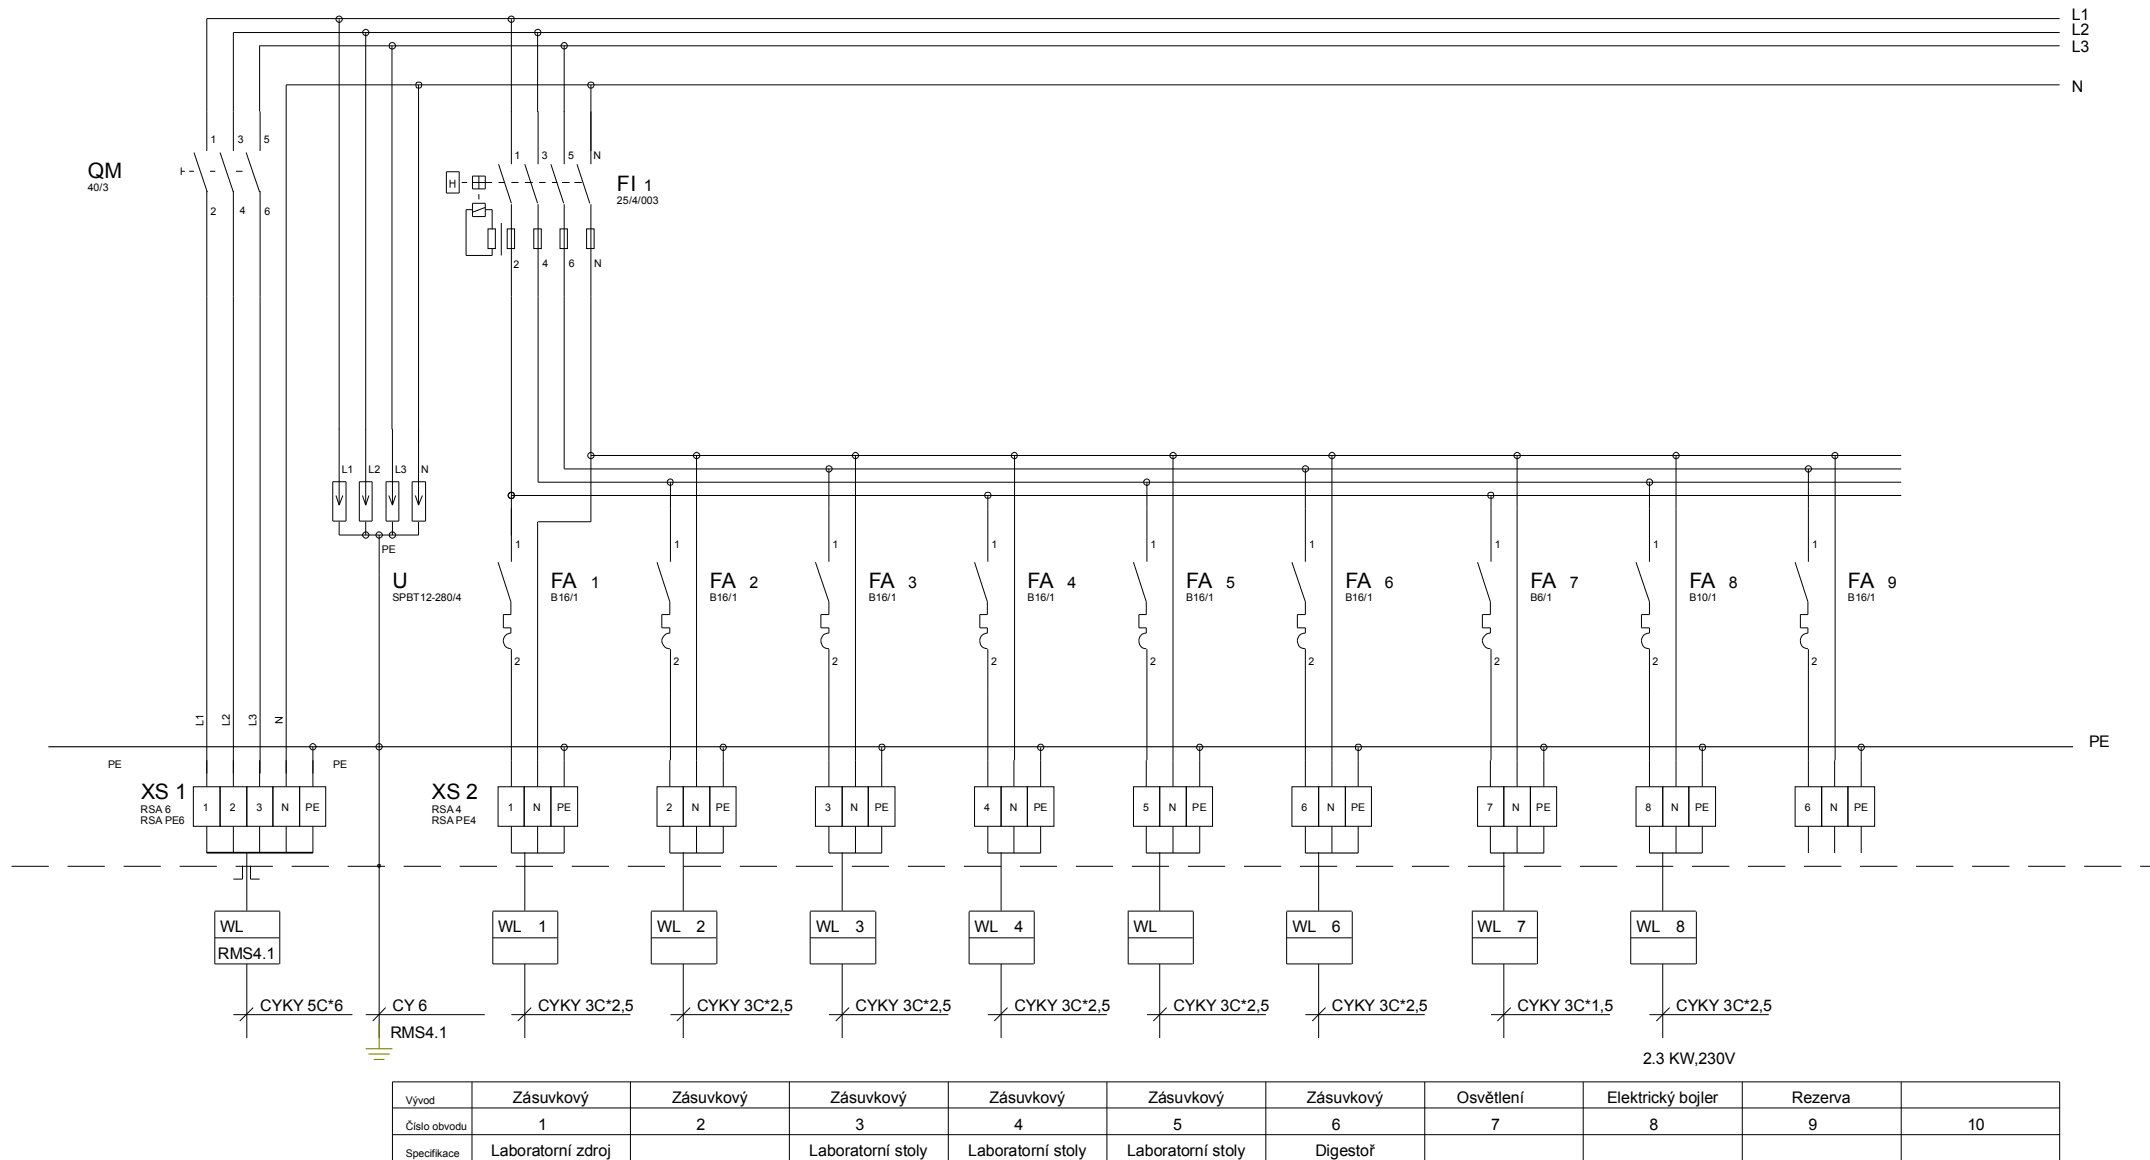 L1
L2
L3
N
1 3 5
QM
40/3
2 4 6
1 3 5 N
H
FI 1
25/4/003
2 4 6 N
L1 L2 L3 N
PE
U
SPBT12-280/4
1 1 1 1 1 1 1 1 1
FA 1 FA 2 FA 3 FA 4 FA 5 FA 6 FA 7 FA 8 FA 9
B16/1 B16/1 B16/1 B16/1 B16/1 B16/1 B6/1 B10/1 B16/1
2 2 2 2 2 2 2 2 2
L1 L2 L3 N
PE
PE PE
XS 1
RSA 6
RSA PE6
1 2 3 N PE
XS 2
RSA 4
RSA PE4
1 N PE 2 N PE 3 N PE 4 N PE 5 N PE 6 N PE 7 N PE 8 N PE 6 N PE
WL WL 1 WL 2 WL 3 WL 4 WL WL 6 WL 7 WL 8
RMS4.1
CYKY 5C*6 CY 6 CYKY 3C*2,5 CYKY 3C*2,5 CYKY 3C*2,5 CYKY 3C*2,5 CYKY 3C*2,5 CYKY 3C*2,5 CYKY 3C*1,5 CYKY 3C*2,5
RMS4.1
2.3 KW,230V
Vývod Zásuvkový Zásuvkový Zásuvkový Zásuvkový Zásuvkový Zásuvkový Osvětlení Elektrický bojler Rezerva
Číslo obvodu 1 2 3 4 5 6 7 8 9 10
Specifikace Laboratorní zdroj Laboratorní stoly Laboratorní stoly Laboratorní stoly Digestoř